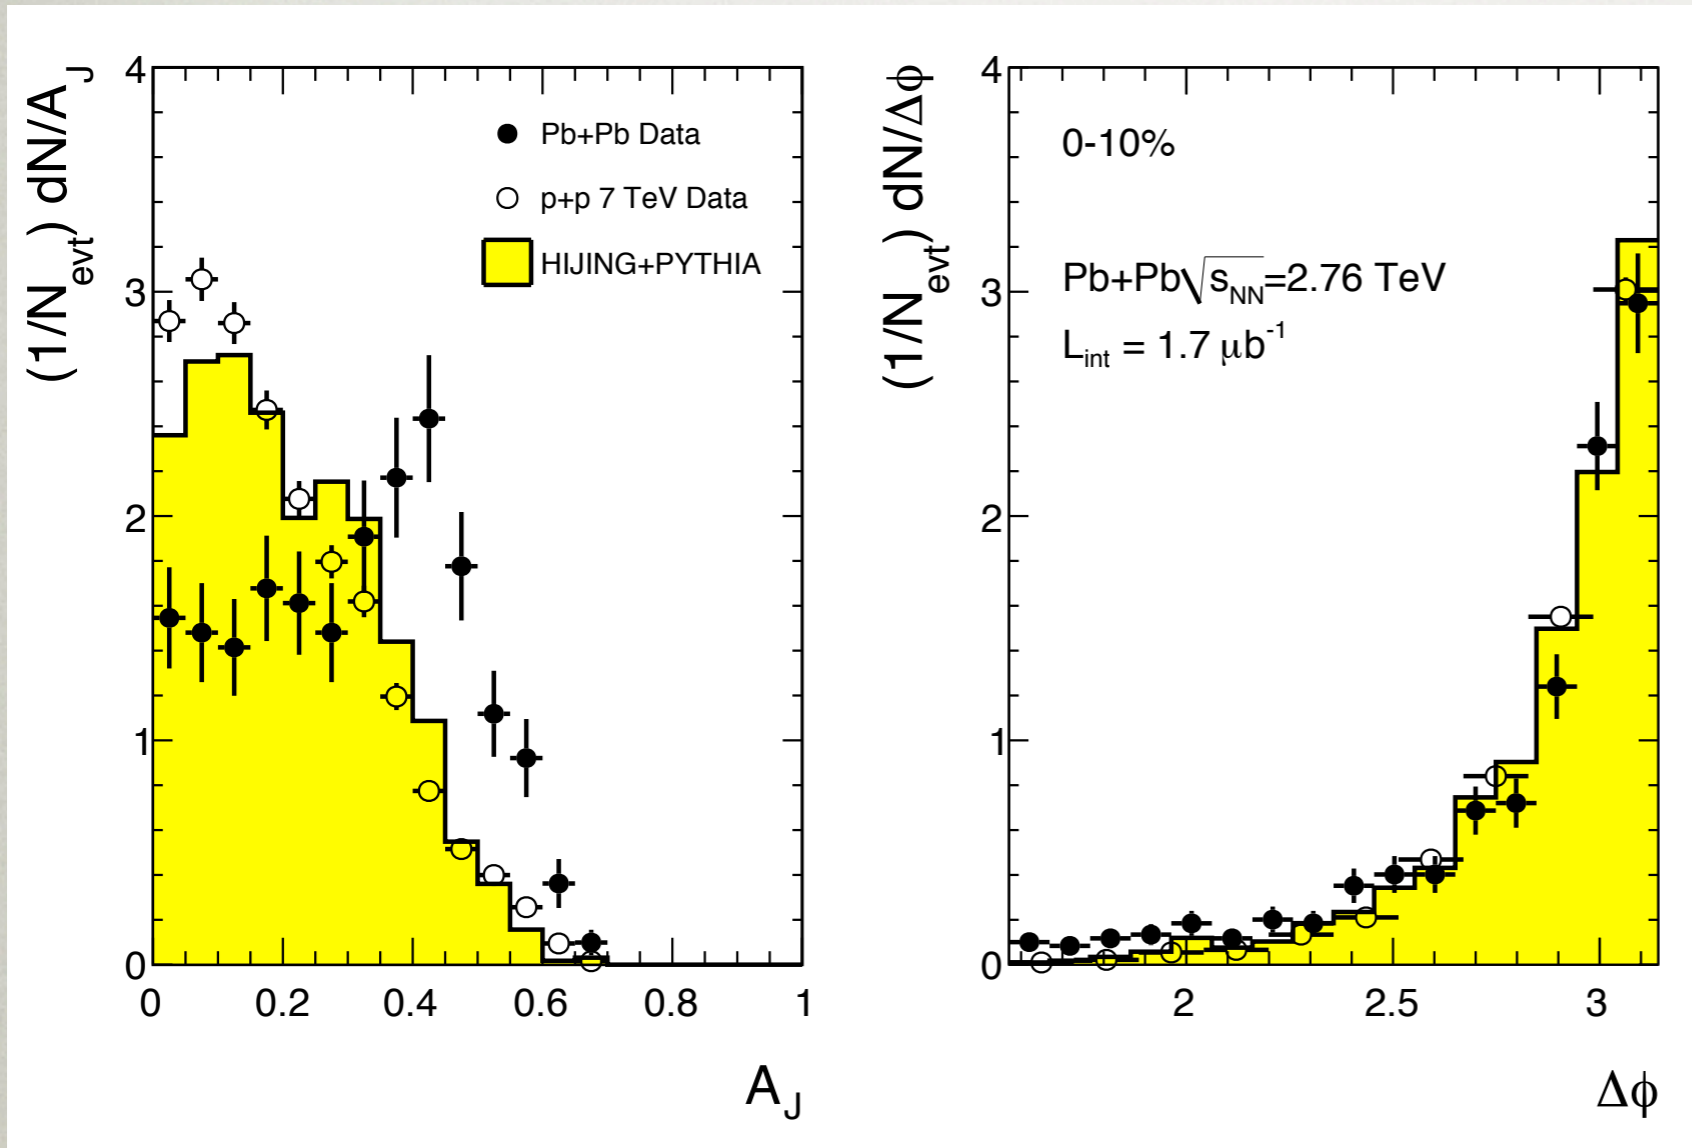 (1/N_evt) dN/A_J
4
3
2
1
0
Pb+Pb Data
p+p 7 TeV Data
HIJING+PYTHIA
0 0.2 0.4 0.6 0.8 1
A_J
(1/N_evt) dN/Δϕ
4
3
2
1
0
0-10%
Pb+Pb√s_NN=2.76 TeV
L_int = 1.7 μb⁻¹
2 2.5 3
Δϕ